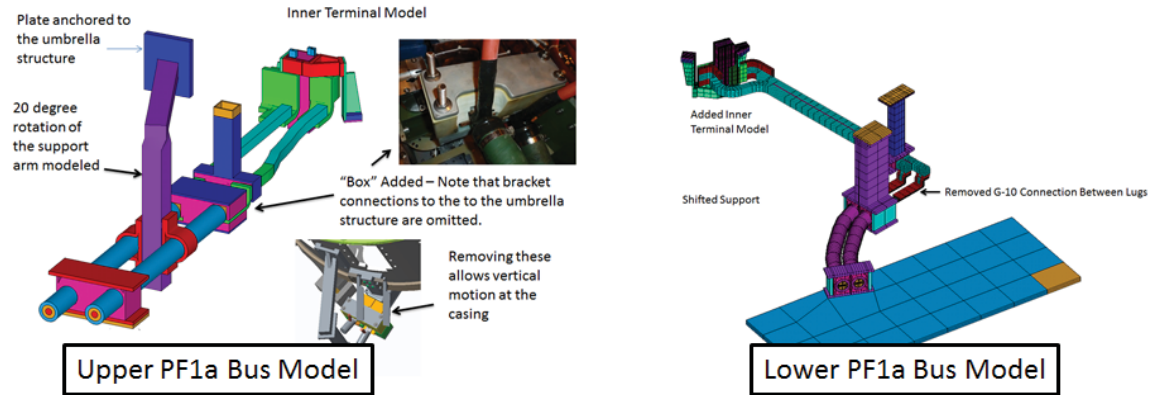 Plate anchored to
the umbrella
structure
Inner Terminal Model
20 degree
rotation of
the support
arm modeled
“Box” Added – Note that bracket
connections to the to the umbrella
structure are omitted.
Removing these
allows vertical
motion at the
casing
Upper PF1a Bus Model
Added Inner
Terminal Model
Shifted Support
Removed G-10 Connection Between Lugs
Lower PF1a Bus Model